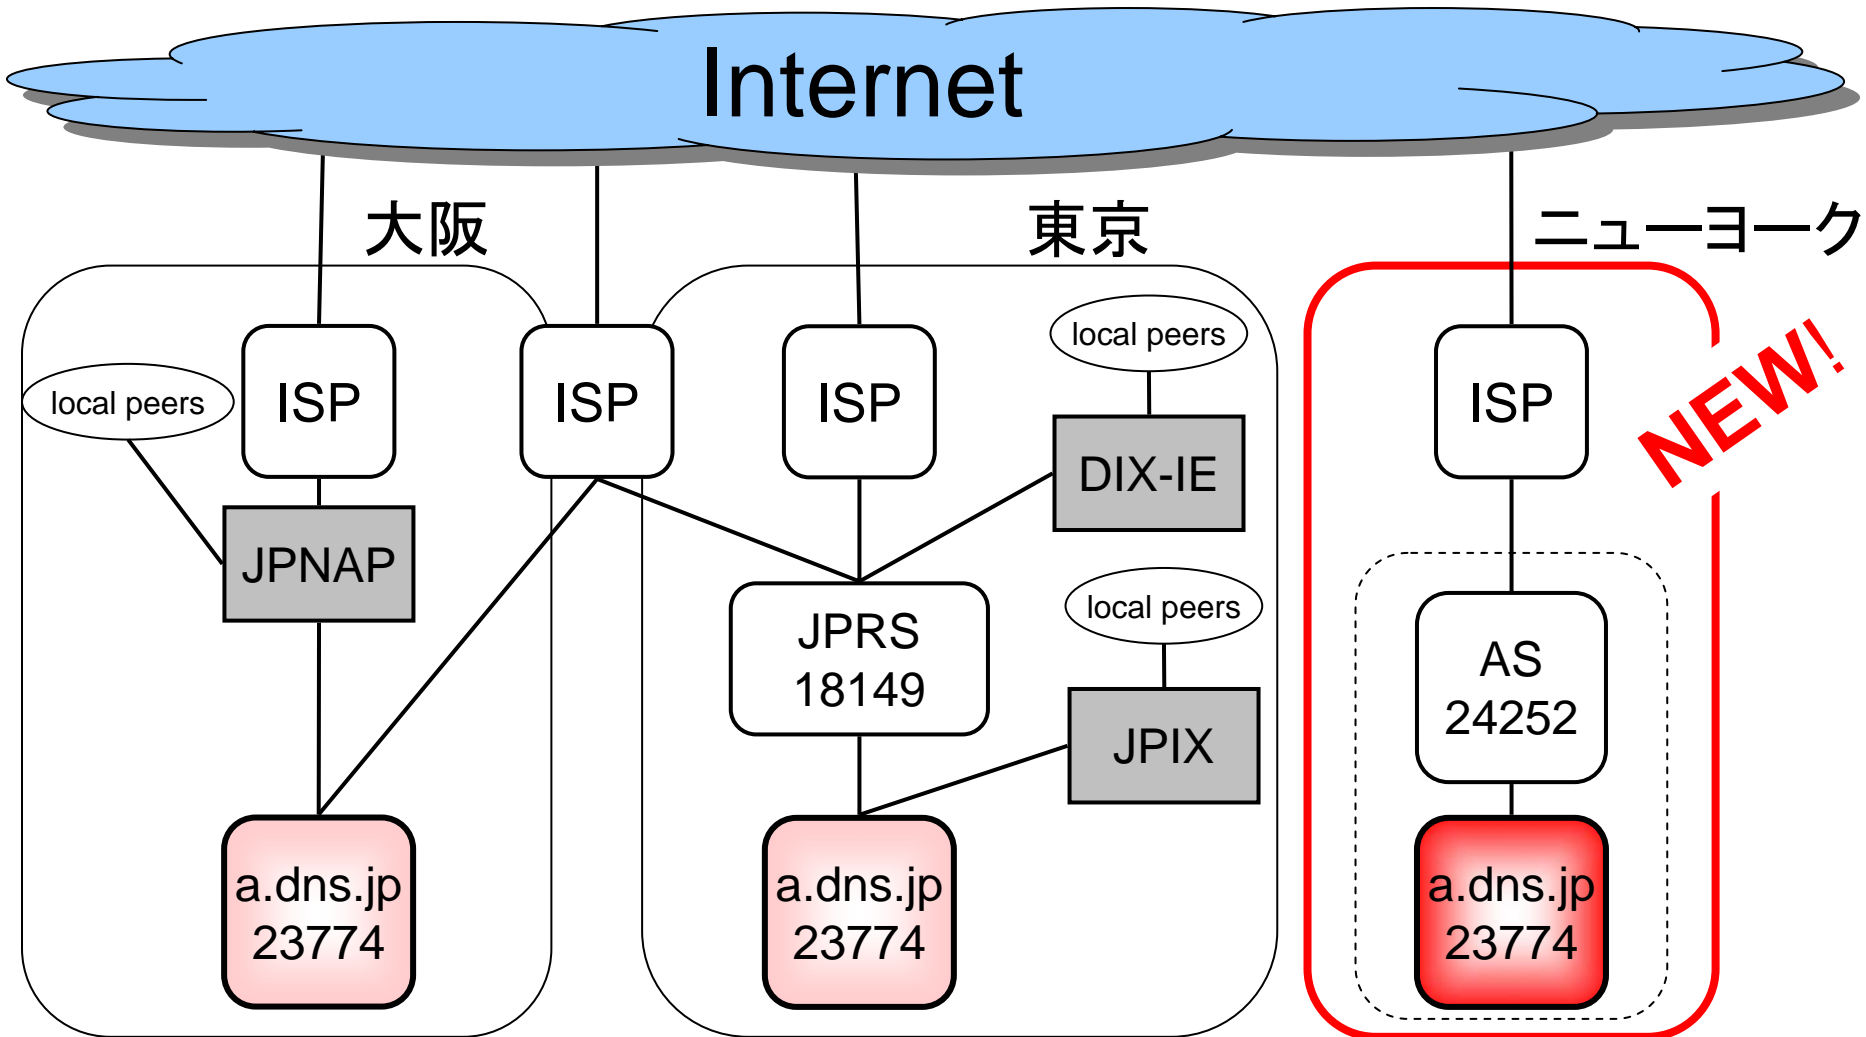 Internet
大阪
東京
ニューヨーク
local peers
ISP
ISP
ISP
local peers
ISP
NEW!
JPNAP
DIX-IE
JPRS
18149
local peers
JPIX
AS
24252
a.dns.jp
23774
a.dns.jp
23774
a.dns.jp
23774